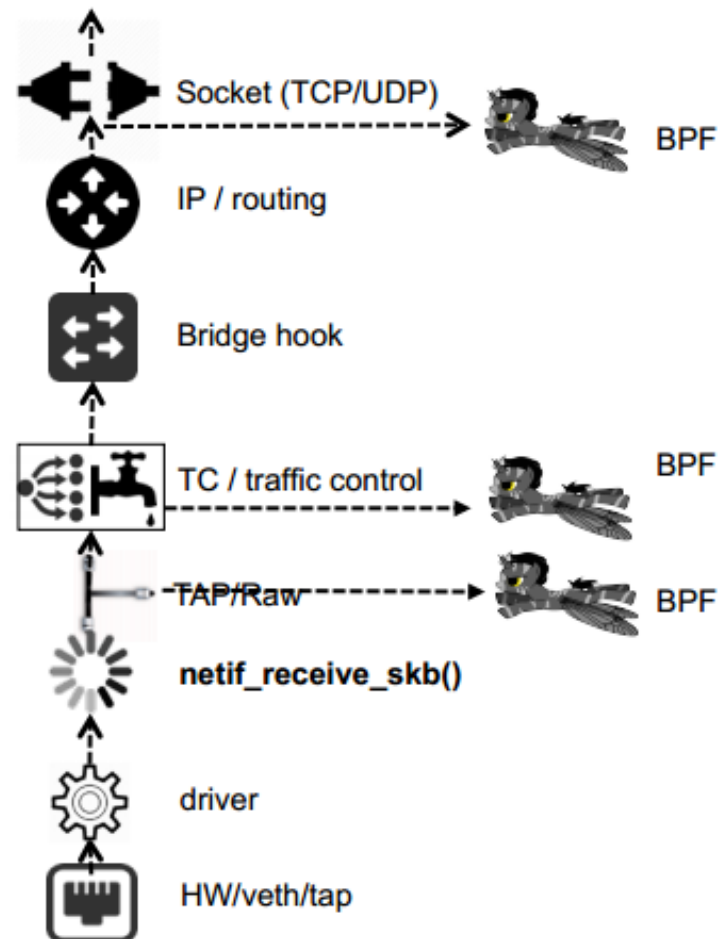 Socket (TCP/UDP)
BPF
IP / routing
Bridge hook
BPF
TC / traffic control
TAP/Raw
BPF
netif_receive_skb()
driver
HW/veth/tap